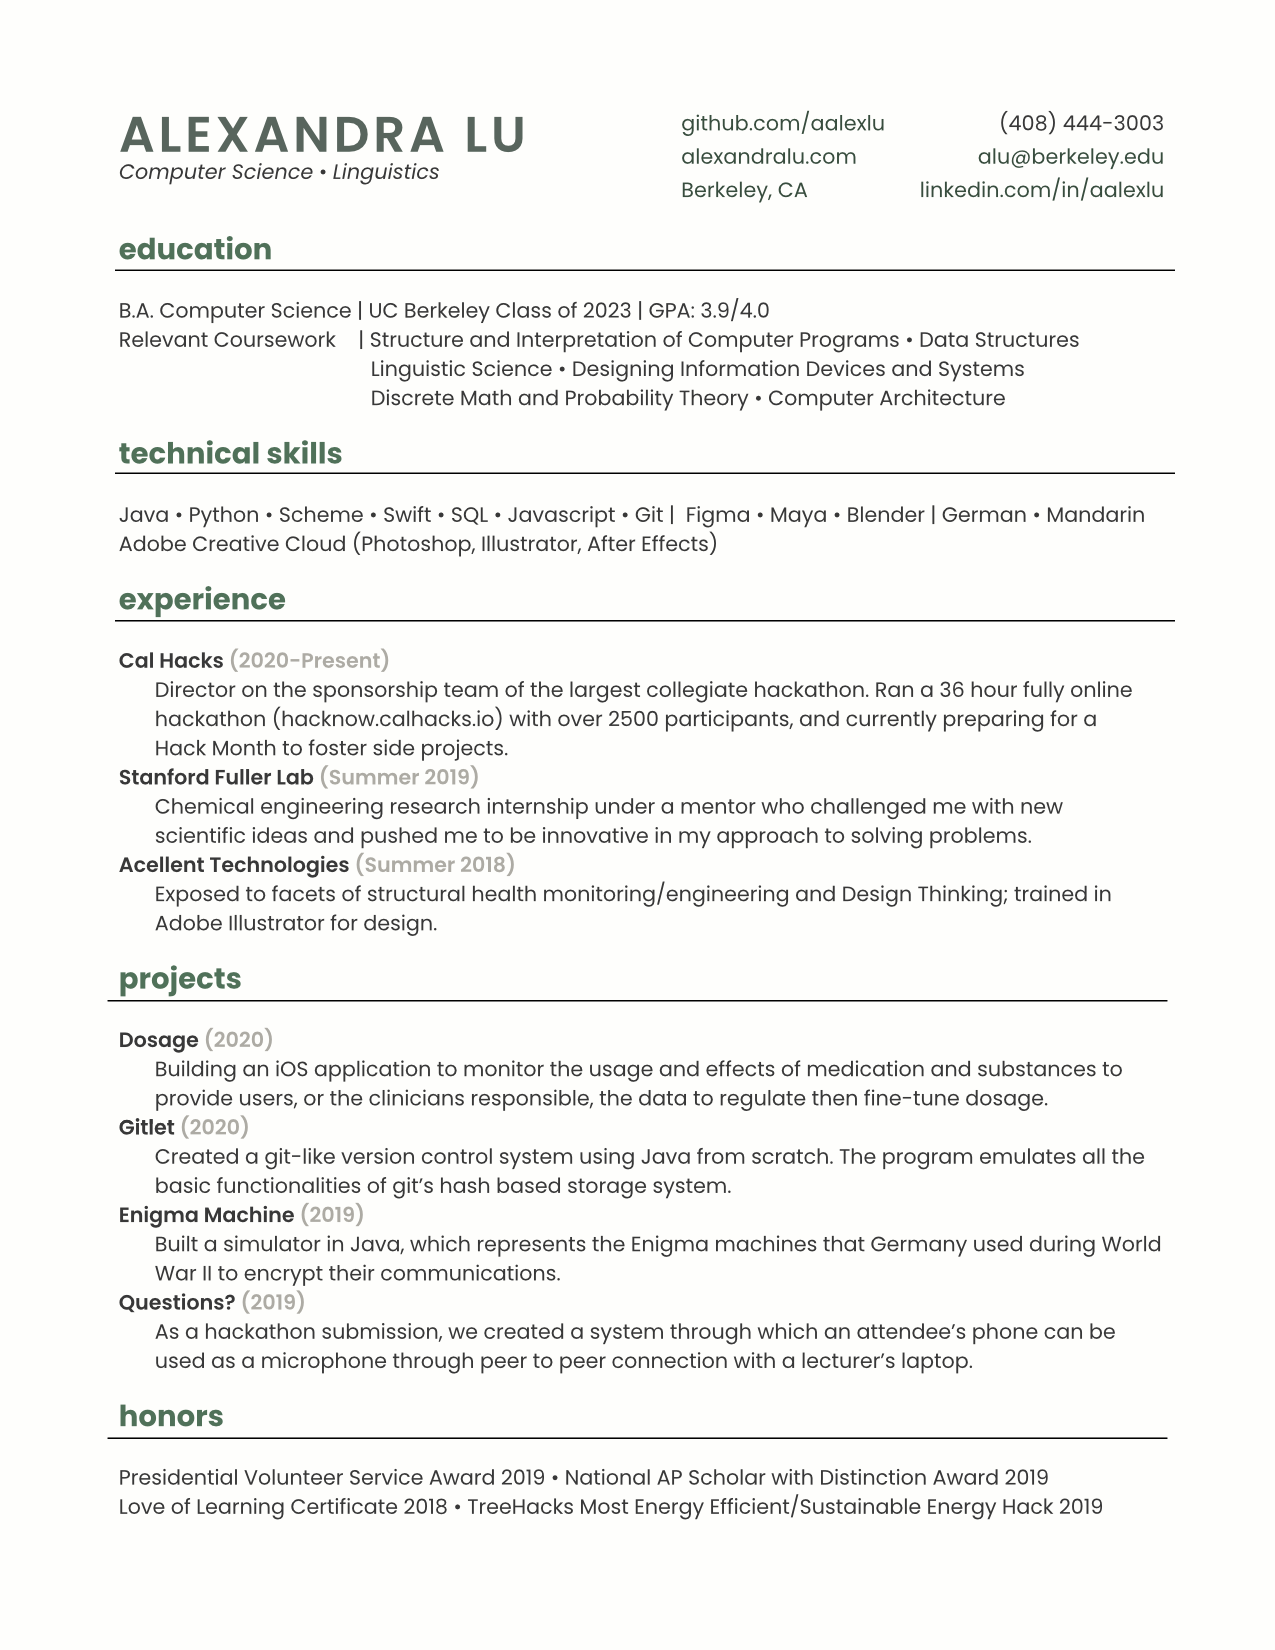 ALEXANDRA LU
Computer Science • Linguistics
github.com/aalexlu
alexandralu.com
Berkeley, CA
(408) 444-3003
alu@berkeley.edu
linkedin.com/in/aalexlu
education
B.A. Computer Science | UC Berkeley Class of 2023 | GPA: 3.9/4.0
Relevant Coursework | Structure and Interpretation of Computer Programs • Data Structures
Linguistic Science • Designing Information Devices and Systems
Discrete Math and Probability Theory • Computer Architecture
technical skills
Java • Python • Scheme • Swift • SQL • Javascript • Git | Figma • Maya • Blender | German • Mandarin
Adobe Creative Cloud (Photoshop, Illustrator, After Effects)
experience
Cal Hacks (2020-Present)
Director on the sponsorship team of the largest collegiate hackathon. Ran a 36 hour fully online
hackathon (hacknow.calhacks.io) with over 2500 participants, and currently preparing for a
Hack Month to foster side projects.
Stanford Fuller Lab (Summer 2019)
Chemical engineering research internship under a mentor who challenged me with new
scientific ideas and pushed me to be innovative in my approach to solving problems.
Acellent Technologies (Summer 2018)
Exposed to facets of structural health monitoring/engineering and Design Thinking; trained in
Adobe Illustrator for design.
projects
Dosage (2020)
Building an iOS application to monitor the usage and effects of medication and substances to
provide users, or the clinicians responsible, the data to regulate then fine-tune dosage.
Gitlet (2020)
Created a git-like version control system using Java from scratch. The program emulates all the
basic functionalities of git’s hash based storage system.
Enigma Machine (2019)
Built a simulator in Java, which represents the Enigma machines that Germany used during World
War II to encrypt their communications.
Questions? (2019)
As a hackathon submission, we created a system through which an attendee’s phone can be
used as a microphone through peer to peer connection with a lecturer’s laptop.
honors
Presidential Volunteer Service Award 2019 • National AP Scholar with Distinction Award 2019
Love of Learning Certificate 2018 • TreeHacks Most Energy Efficient/Sustainable Energy Hack 2019